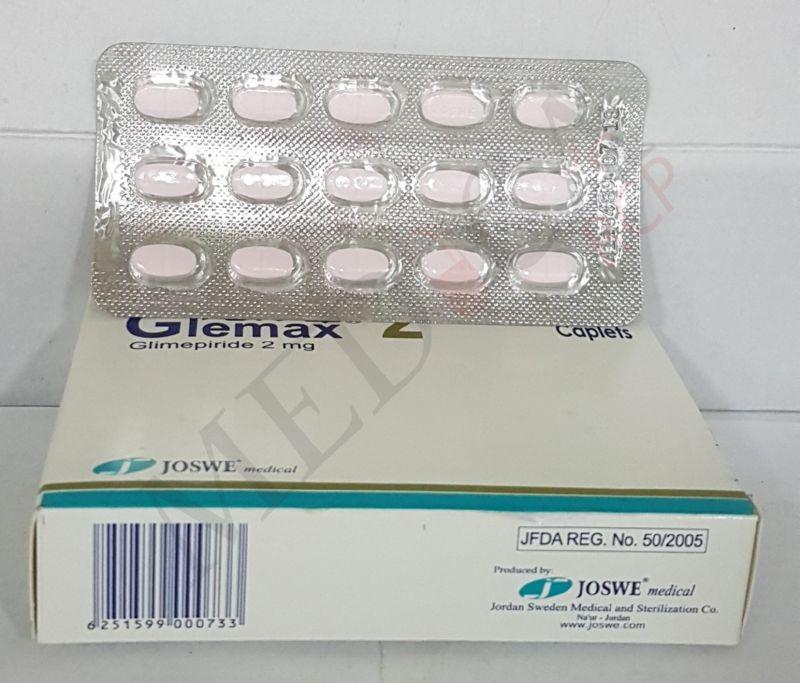 Glemax® 2
Caplets
Glimepiride 2 mg
JOSWE® medical
JFDA REG. No. 50/2005
Produced by:
JOSWE® medical
Jordan Sweden Medical and Sterilization Co.
Na'ur - Jordan
www.joswe.com
6 251599 000733